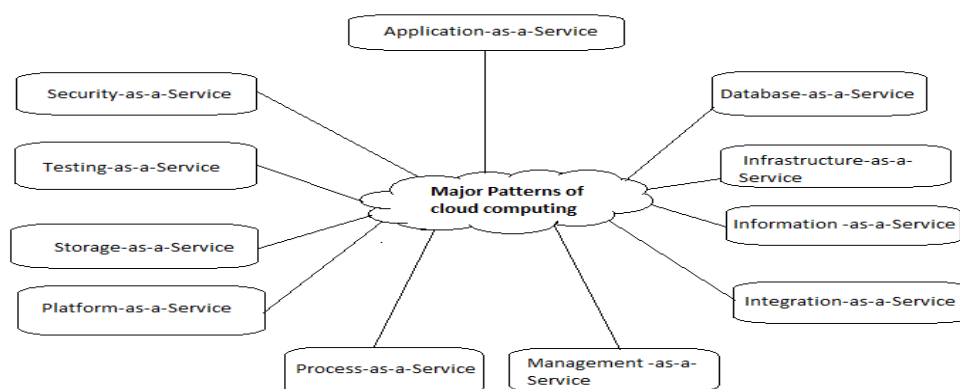 Application-as-a-Service
Security-as-a-Service
Database-as-a-Service
Testing-as-a-Service
Infrastructure-as-a-
Service
Major Patterns of
cloud computing
Information -as-a-Service
Storage-as-a-Service
Platform-as-a-Service
Integration-as-a-Service
Process-as-a-Service
Management -as-a-
Service